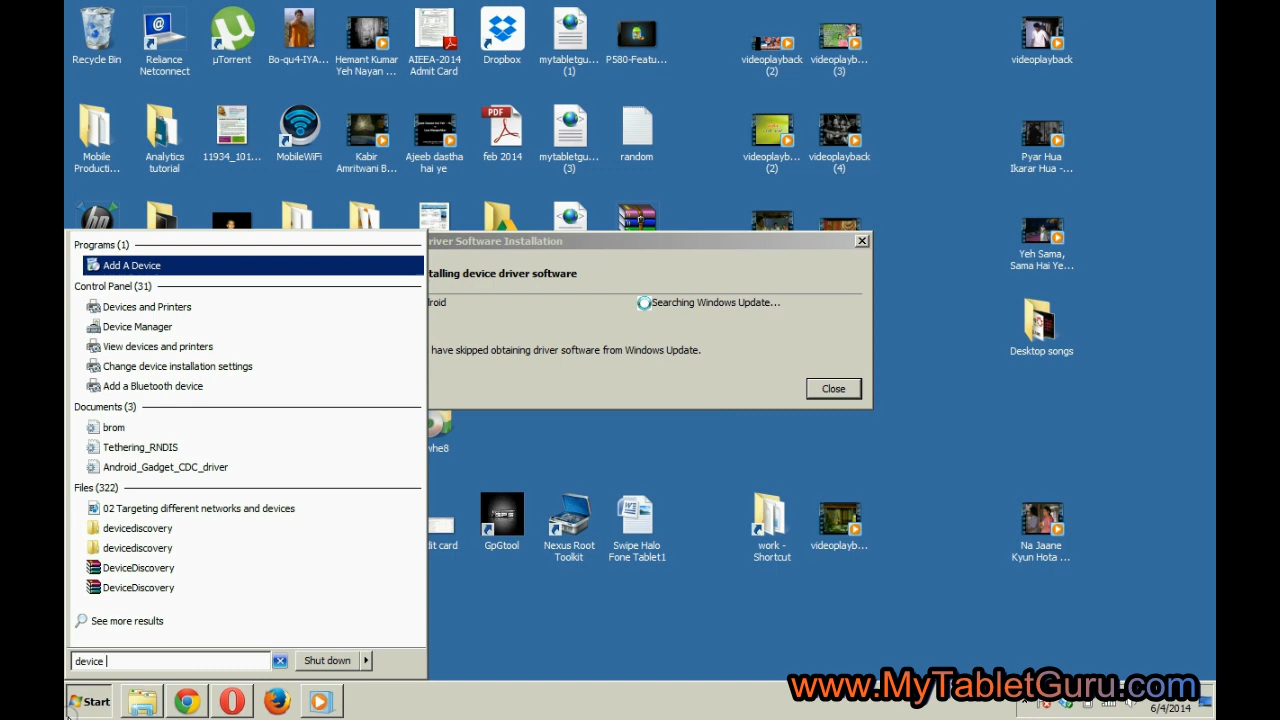 Recycle Bin
Reliance
Netconnect
µTorrent
Bo-qu4-IYA...
Hemant Kumar
Yeh Nayan ...
AIEEA-2014
Admit Card
Dropbox
mytabletgu...
(1)
P580-Featu...
videoplayback
(2)
videoplayb...
(3)
videoplayback
Mobile
Producti...
Analytics
tutorial
11934_101...
MobileWiFi
Kabir
Amritwani B...
Ajeeb dastha
hai ye
PDF
feb 2014
mytabletgu...
(3)
random
videoplayb...
(2)
videoplayback
(4)
Pyar Hua
Ikarar Hua -...
Yeh Sama,
Sama Hai Ye...
Desktop songs
Programs (1)
Add A Device
Control Panel (31)
Devices and Printers
Device Manager
View devices and printers
Change device installation settings
Add a Bluetooth device
Documents (3)
brom
Tethering_RNDIS
Android_Gadget_CDC_driver
Files (322)
02 Targeting different networks and devices
devicediscovery
devicediscovery
DeviceDiscovery
DeviceDiscovery
See more results
device
Shut down
river Software Installation
talling device driver software
roid
Searching Windows Update...
have skipped obtaining driver software from Windows Update.
Close
whe8
dit card
GpGtool
Nexus Root
Toolkit
Swipe Halo
Fone Tablet1
work -
Shortcut
videoplayb...
Na Jaane
Kyun Hota ...
Start
www.MyTabletGuru.com
6/4/2014